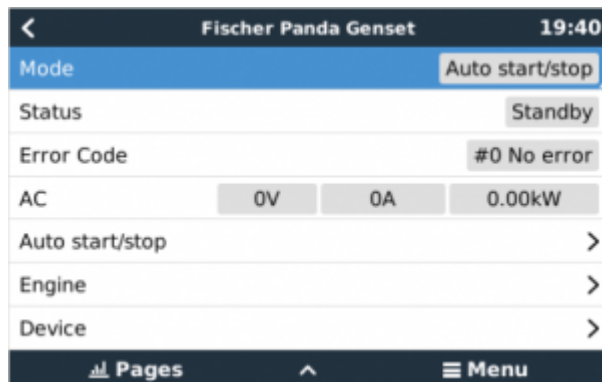 Fischer Panda Genset 19:40
Mode Auto start/stop
Status Standby
Error Code #0 No error
AC 0V 0A 0.00kW
Auto start/stop
Engine
Device
Pages Menu